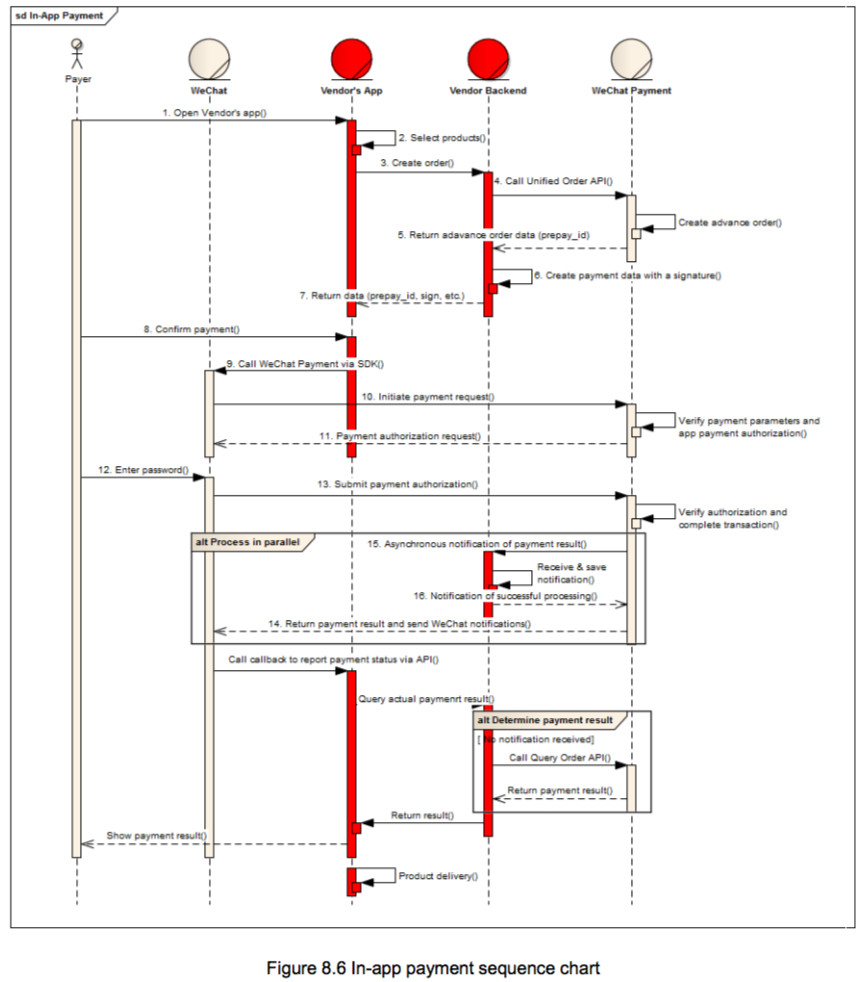 sd In-App Payment
Payer
WeChat
Vendor's App
Vendor Backend
WeChat Payment
1. Open Vendor's app()
2. Select products()
3. Create order()
4. Call Unified Order API()
Create advance order()
5. Return adavance order data (prepay_id)
6. Create payment data with a signature()
7. Return data (prepay_id, sign, etc.)
8. Confirm payment()
9. Call WeChat Payment via SDK()
10. Initiate payment request()
Verify payment parameters and
app payment authorization()
11. Payment authorization request()
12. Enter password()
13. Submit payment authorization()
Verify authorization and
complete transaction()
alt Process in parallel
15. Asynchronous notification of payment result()
Receive & save
notification()
16. Notification of successful processing()
14. Return payment result and send WeChat notifications()
Call callback to report payment status via API()
Query actual paymenrt result()
alt Determine payment result
[ No notification received]
Call Query Order API()
Return payment result()
Return result()
Show payment result()
Product delivery()
Figure 8.6 In-app payment sequence chart